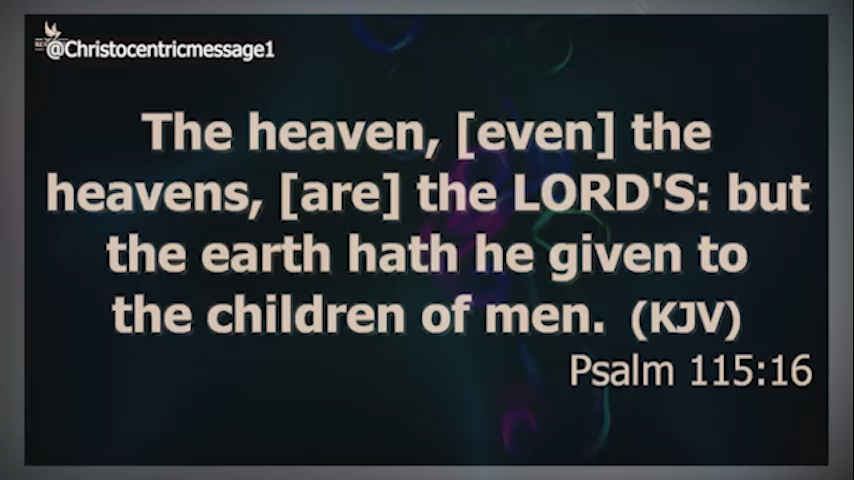 @Christocentricmessage1
The heaven, [even] the
heavens, [are] the LORD'S: but
the earth hath he given to
the children of men. (KJV)
Psalm 115:16